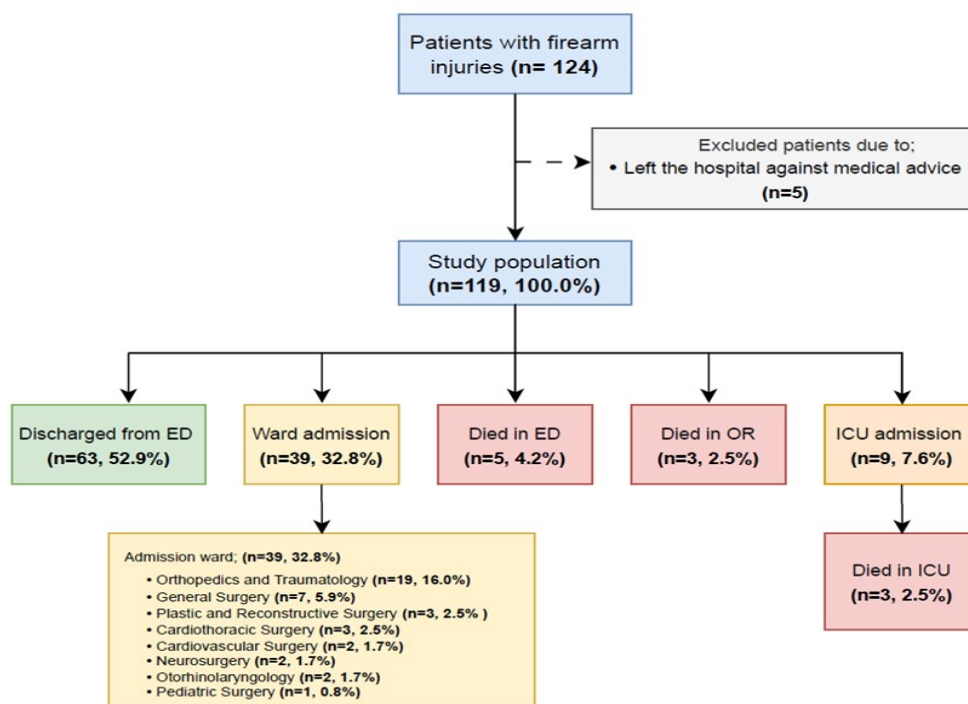 Patients with firearm
injuries (n= 124)
Excluded patients due to;
• Left the hospital against medical advice
(n=5)
Study population
(n=119, 100.0%)
Discharged from ED
(n=63, 52.9%)
Ward admission
(n=39, 32.8%)
Died in ED
(n=5, 4.2%)
Died in OR
(n=3, 2.5%)
ICU admission
(n=9, 7.6%)
Admission ward; (n=39, 32.8%)
• Orthopedics and Traumatology (n=19, 16.0%)
• General Surgery (n=7, 5.9%)
• Plastic and Reconstructive Surgery (n=3, 2.5% )
• Cardiothoracic Surgery (n=3, 2.5%)
• Cardiovascular Surgery (n=2, 1.7%)
• Neurosurgery (n=2, 1.7%)
• Otorhinolaryngology (n=2, 1.7%)
• Pediatric Surgery (n=1, 0.8%)
Died in ICU
(n=3, 2.5%)